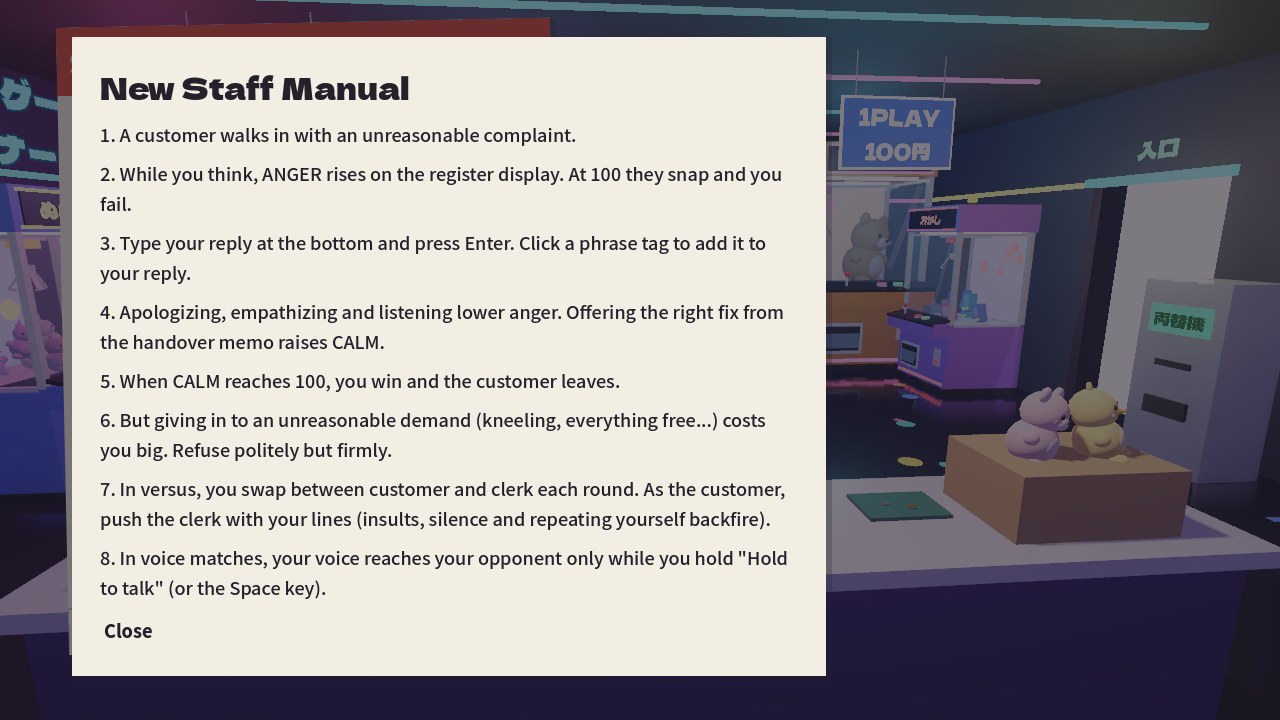 New Staff Manual
1. A customer walks in with an unreasonable complaint.
2. While you think, ANGER rises on the register display. At 100 they snap and you
fail.
3. Type your reply at the bottom and press Enter. Click a phrase tag to add it to
your reply.
4. Apologizing, empathizing and listening lower anger. Offering the right fix from
the handover memo raises CALM.
5. When CALM reaches 100, you win and the customer leaves.
6. But giving in to an unreasonable demand (kneeling, everything free...) costs
you big. Refuse politely but firmly.
7. In versus, you swap between customer and clerk each round. As the customer,
push the clerk with your lines (insults, silence and repeating yourself backfire).
8. In voice matches, your voice reaches your opponent only while you hold "Hold
to talk" (or the Space key).
Close
ゲー
ナー
1PLAY
100円
入口
両替機